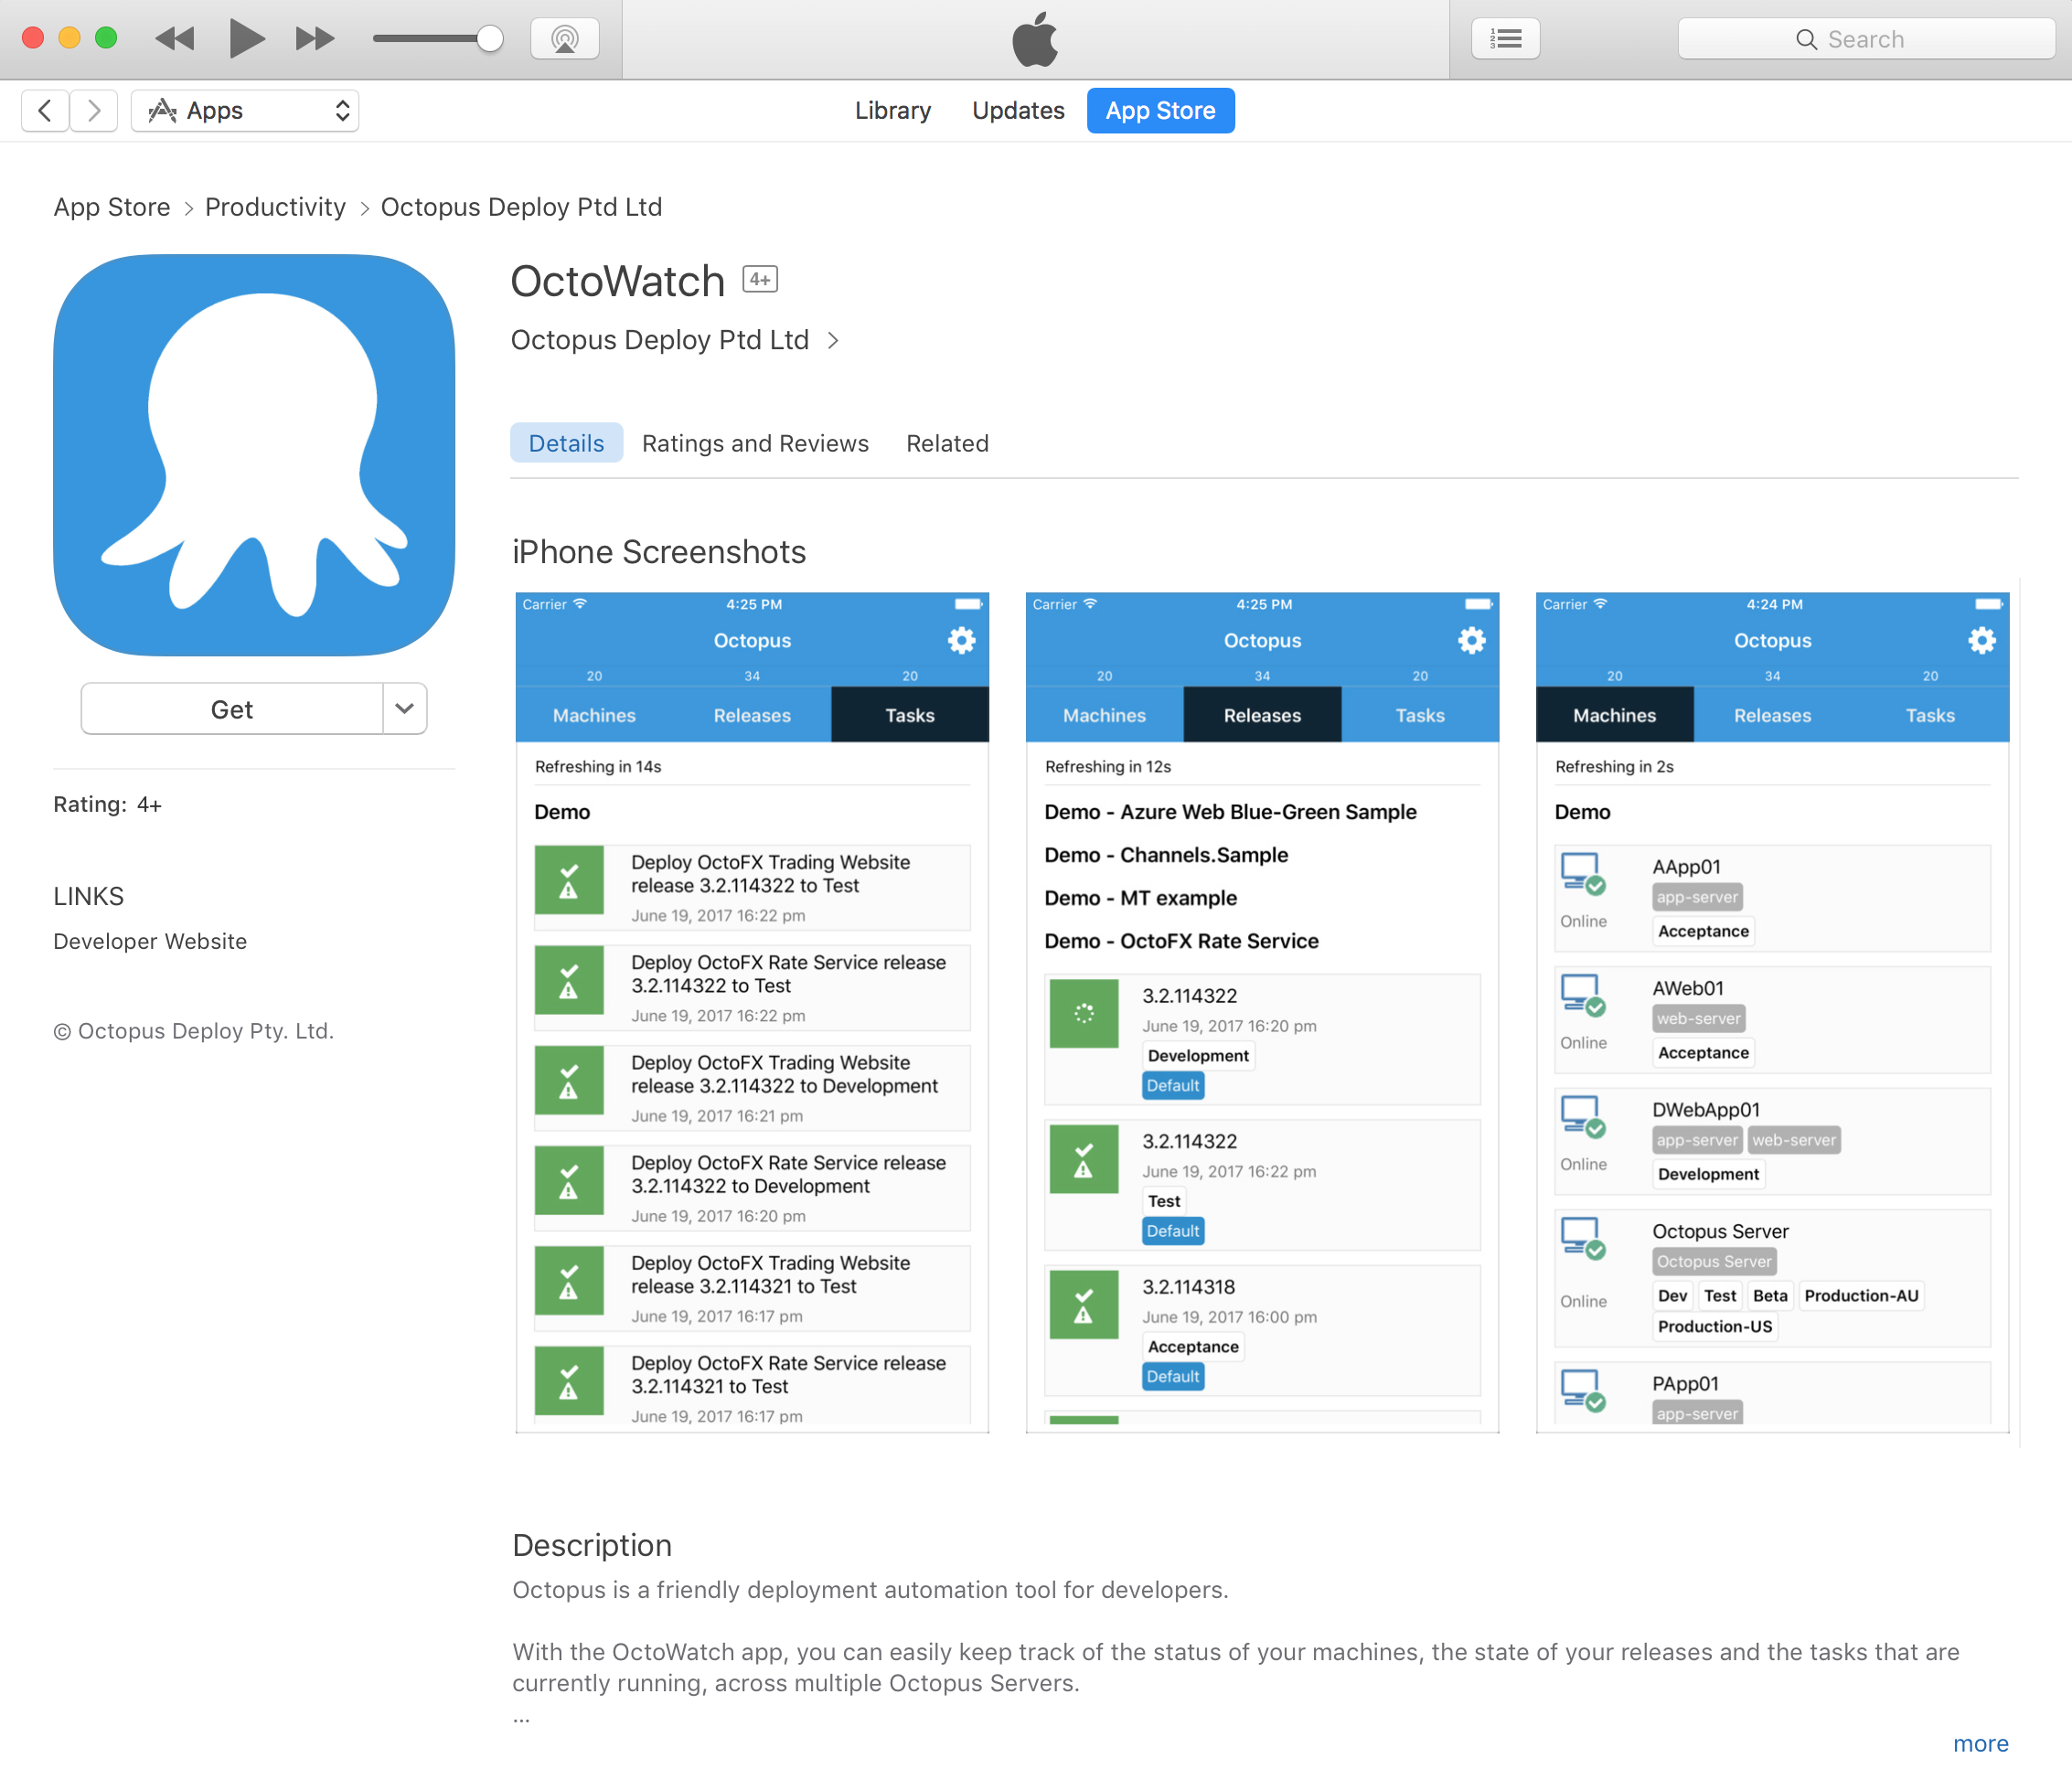 Search
Apps
Library Updates App Store
App Store > Productivity > Octopus Deploy Ptd Ltd
OctoWatch 4+
Octopus Deploy Ptd Ltd >
Details Ratings and Reviews Related
Get
Rating: 4+
LINKS
Developer Website
© Octopus Deploy Pty. Ltd.
iPhone Screenshots
Carrier 4:25 PM
Octopus
20 34 20
Machines Releases Tasks
Refreshing in 14s
Demo
Deploy OctoFX Trading Website
release 3.2.114322 to Test
June 19, 2017 16:22 pm
Deploy OctoFX Rate Service release
3.2.114322 to Test
June 19, 2017 16:22 pm
Deploy OctoFX Trading Website
release 3.2.114322 to Development
June 19, 2017 16:21 pm
Deploy OctoFX Rate Service release
3.2.114322 to Development
June 19, 2017 16:20 pm
Deploy OctoFX Trading Website
release 3.2.114321 to Test
June 19, 2017 16:17 pm
Deploy OctoFX Rate Service release
3.2.114321 to Test
June 19, 2017 16:17 pm
Carrier 4:25 PM
Octopus
20 34 20
Machines Releases Tasks
Refreshing in 12s
Demo - Azure Web Blue-Green Sample
Demo - Channels.Sample
Demo - MT example
Demo - OctoFX Rate Service
3.2.114322
June 19, 2017 16:20 pm
Development
Default
3.2.114322
June 19, 2017 16:22 pm
Test
Default
3.2.114318
June 19, 2017 16:00 pm
Acceptance
Default
Carrier 4:24 PM
Octopus
20 34 20
Machines Releases Tasks
Refreshing in 2s
Demo
AApp01
app-server
Online
Acceptance
AWeb01
web-server
Online
Acceptance
DWebApp01
app-server web-server
Online
Development
Octopus Server
Octopus Server
Online
Dev Test Beta Production-AU
Production-US
PApp01
app-server
Description
Octopus is a friendly deployment automation tool for developers.
With the OctoWatch app, you can easily keep track of the status of your machines, the state of your releases and the tasks that are
currently running, across multiple Octopus Servers.
...
more